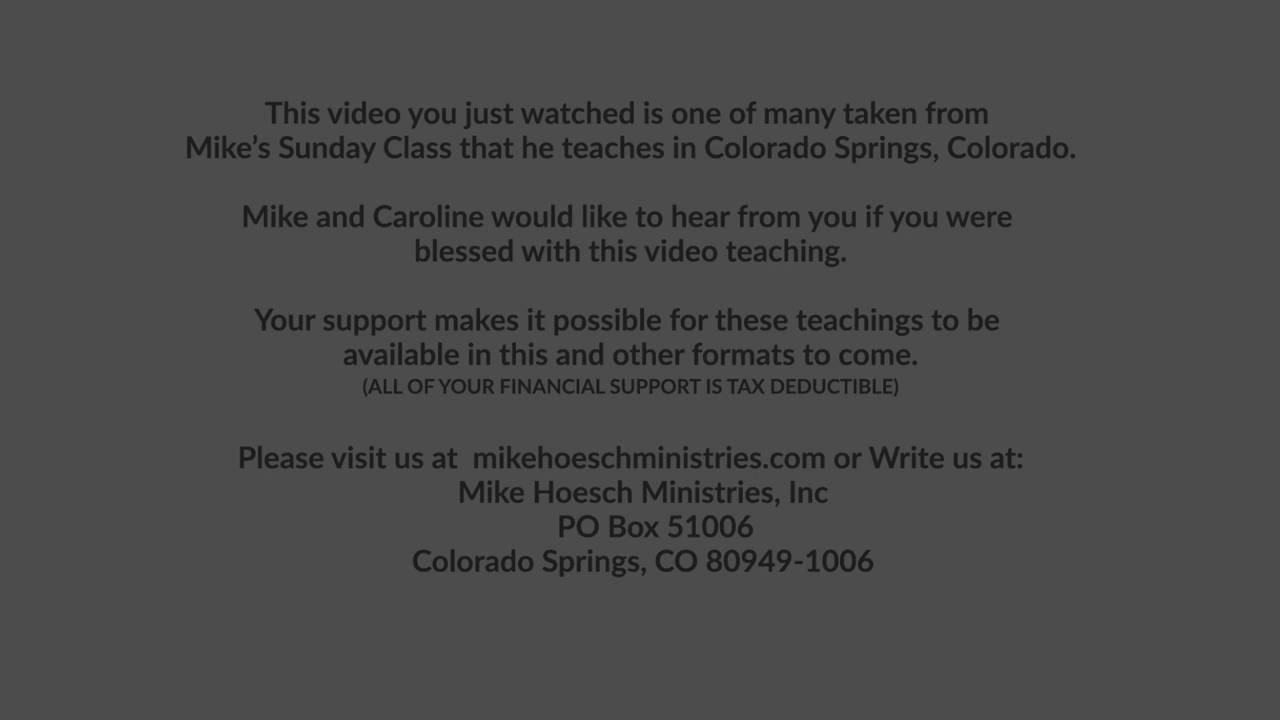 This video you just watched is one of many taken from
Mike’s Sunday Class that he teaches in Colorado Springs, Colorado.
Mike and Caroline would like to hear from you if you were
blessed with this video teaching.
Your support makes it possible for these teachings to be
available in this and other formats to come.
(ALL OF YOUR FINANCIAL SUPPORT IS TAX DEDUCTIBLE)
Please visit us at  mikehoeschministries.com or Write us at:
Mike Hoesch Ministries, Inc
PO Box 51006
Colorado Springs, CO 80949-1006